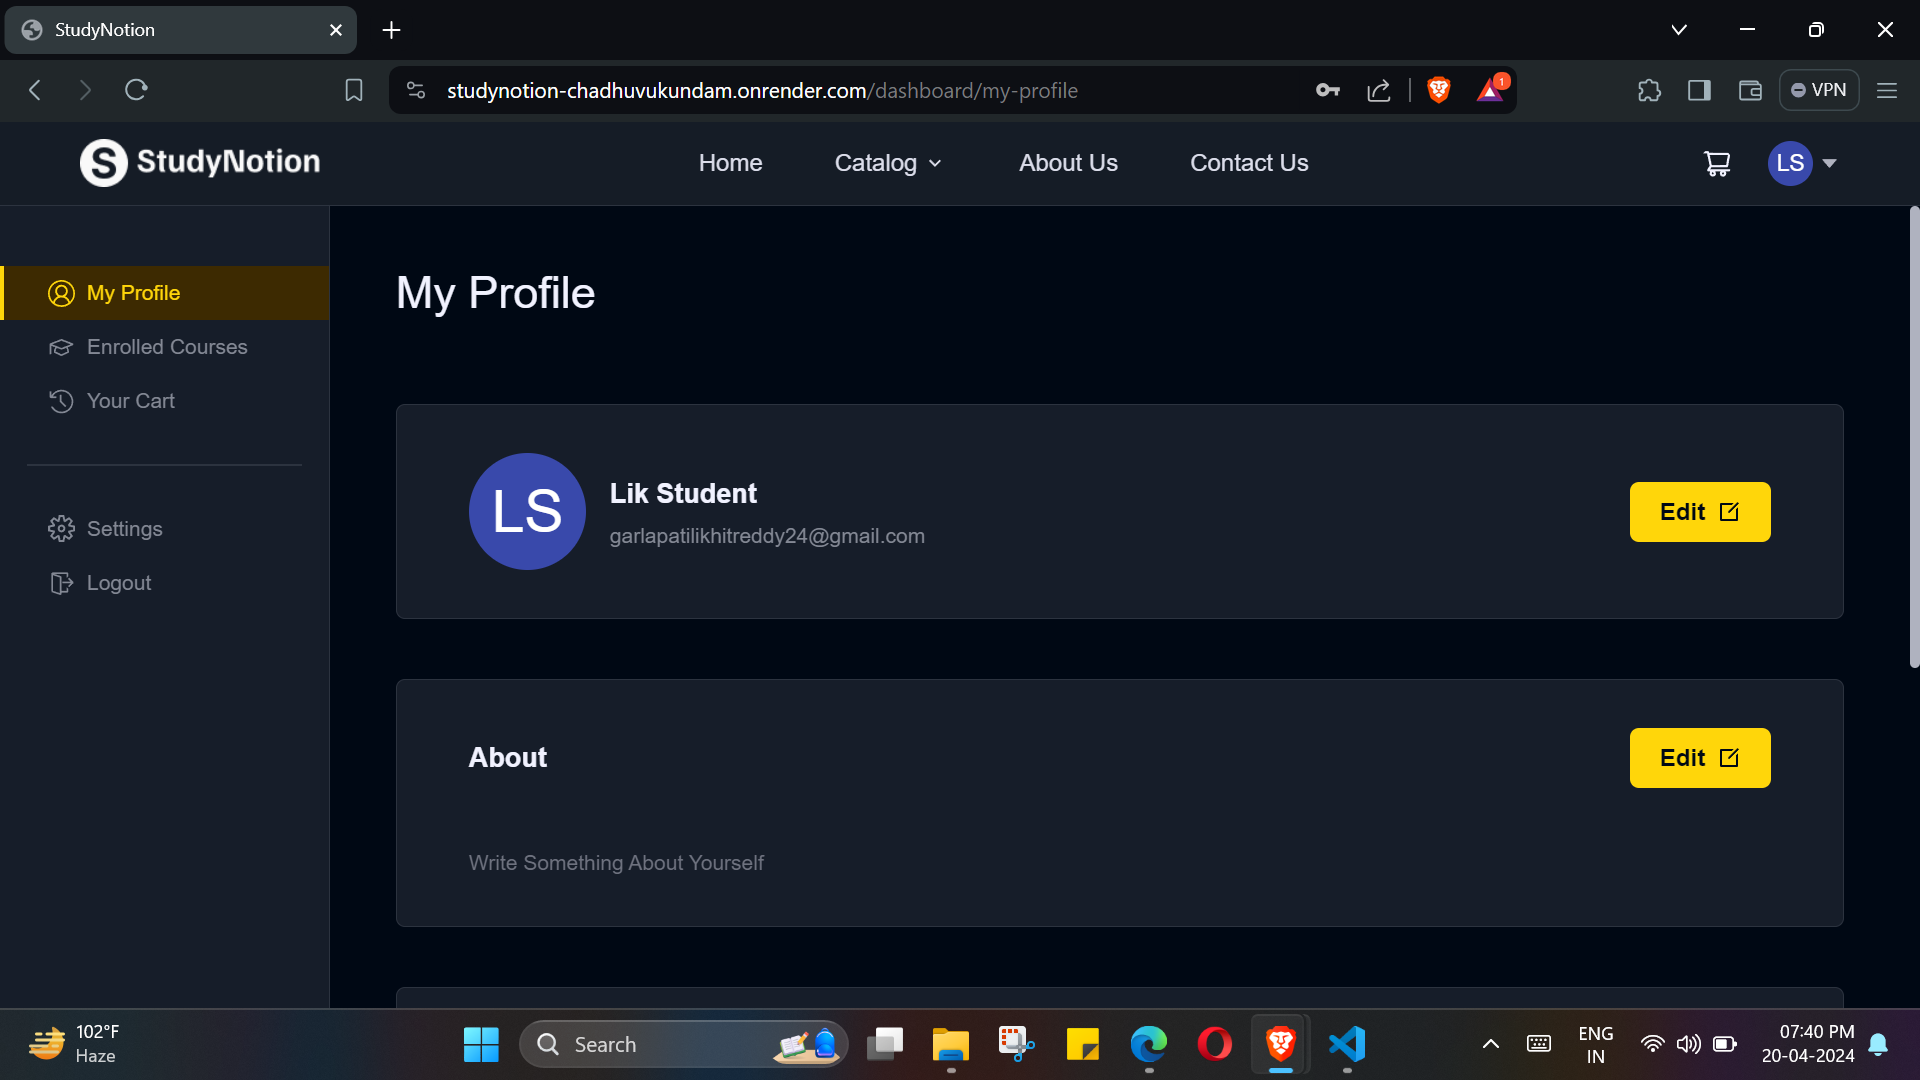 StudyNotion
studynotion-chadhuvukundam.onrender.com/dashboard/my-profile
1
VPN
S StudyNotion
Home Catalog About Us Contact Us
LS
My Profile
Enrolled Courses
Your Cart
Settings
Logout
My Profile
LS
Lik Student
garlapatilikhitreddy24@gmail.com
Edit
About
Edit
Write Something About Yourself
102°F
Haze
Search
ENG
IN
07:40 PM
20-04-2024